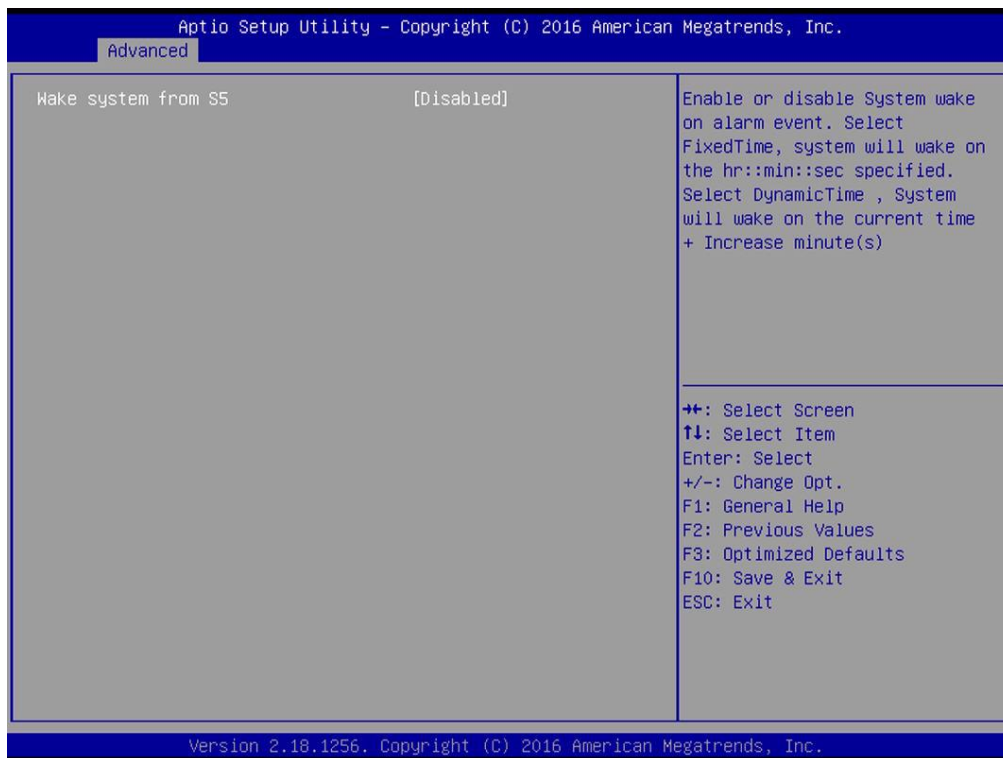 Aptio Setup Utility – Copyright (C) 2016 American Megatrends, Inc.
Advanced
Wake system from S5 [Disabled]
Enable or disable System wake
on alarm event. Select
FixedTime, system will wake on
the hr::min::sec specified.
Select DynamicTime , System
will wake on the current time
+ Increase minute(s)
→←: Select Screen
↑↓: Select Item
Enter: Select
+/-: Change Opt.
F1: General Help
F2: Previous Values
F3: Optimized Defaults
F10: Save & Exit
ESC: Exit
Version 2.18.1256. Copyright (C) 2016 American Megatrends, Inc.